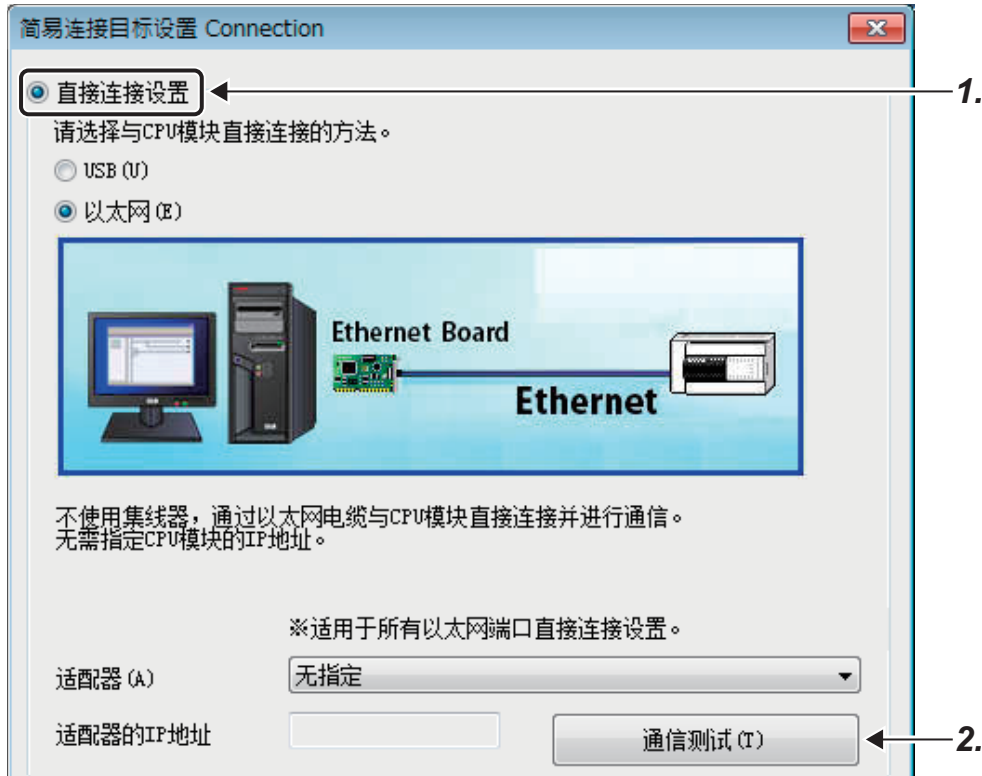 简易连接目标设置 Connection
直接连接设置
1.
请选择与CPU模块直接连接的方法。
USB(U)
以太网(E)
Ethernet Board
Ethernet
不使用集线器，通过以太网电缆与CPU模块直接连接并进行通信。
无需指定CPU模块的IP地址。
※适用于所有以太网端口直接连接设置。
适配器(A)
无指定
适配器的IP地址
通信测试(T)
2.